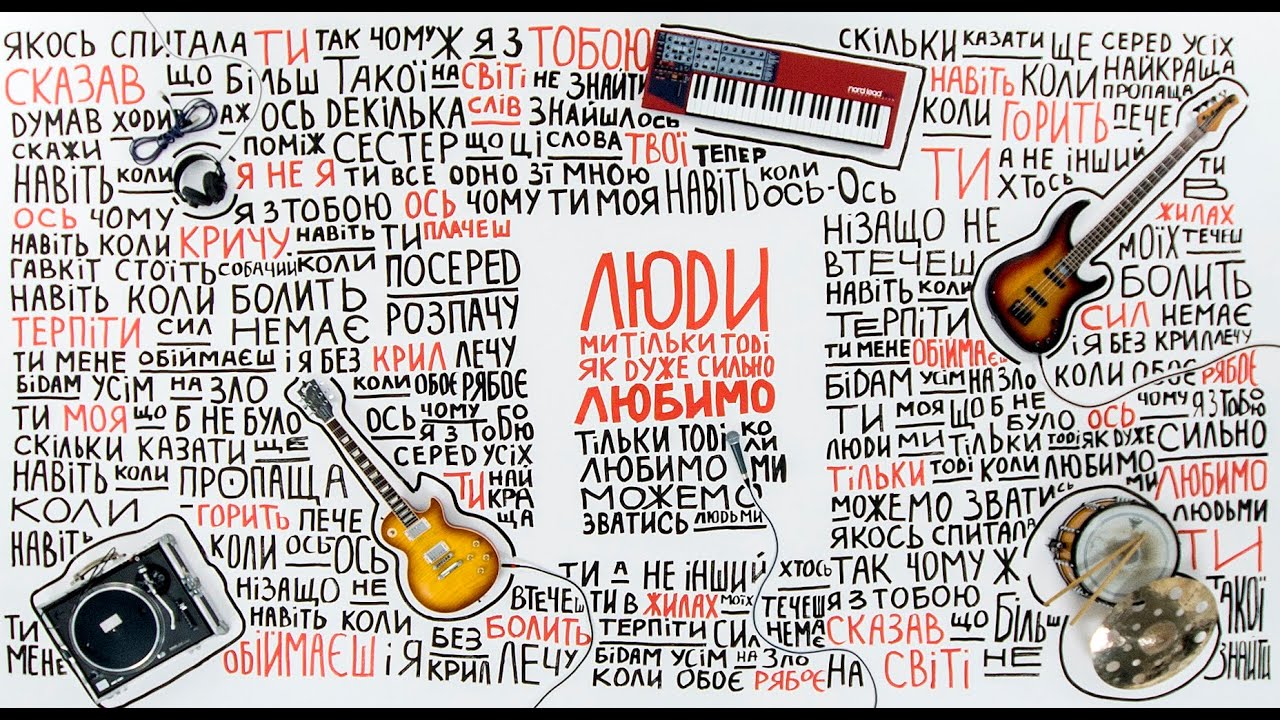 ЯКОСЬ СПИТАЛА ТИ ТАК ЧОМУ Ж Я З ТОБОЮ
СКАЗАВ ЩО БІЛЬШ ТАКОЇ НА СВІТІ НЕ ЗНАЙТИ
ДУМАВ ХОДИВ ОСЬ ДЕКІЛЬКА СЛІВ ЗНАЙШЛОСЬ
СКАЖИ ПОМІЖ СЕСТЕР ЩО ЦІ СЛОВА ТВОЇ ТЕПЕР
НАВІТЬ КОЛИ Я НЕ Я ТИ ВСЕ ОДНО ЗІ МНОЮ НАВІТЬ КОЛИ ОСЬ-ОСЬ
ОСЬ ЧОМУ Я З ТОБОЮ ОСЬ ЧОМУ ТИ МОЯ
НАВІТЬ КОЛИ КРИЧУ НАВІТЬ ТИ ПЛАЧЕШ
ГАВКІТ СТОЇТЬ СОБАЧИЙ КОЛИ ПОСЕРЕД
НАВІТЬ КОЛИ БОЛИТЬ РОЗПАЧУ
ТЕРПІТИ СИЛ НЕМАЄ
ТИ МЕНЕ ОБІЙМАЄШ І Я БЕЗ КРИЛ ЛЕЧУ
БІДАМ УСІМ НА ЗЛО КОЛИ ОБОЄ РЯБОЄ
ТИ МОЯ ЩО Б НЕ БУЛО ОСЬ ЧОМУ Я З ТОБОЮ
СКІЛЬКИ КАЗАТИ ЩЕ СЕРЕД УСІХ
НАВІТЬ КОЛИ ПРОПАЩА ТИ НАЙКРАЩА
КОЛИ ГОРИТЬ ПЕЧЕ
НАВІТЬ КОЛИ ОСЬ-ОСЬ
НІЗАЩО НЕ ВТЕЧЕШ
НАВІТЬ КОЛИ БОЛИТЬ
ТИ МЕНЕ ОБІЙМАЄШ І Я БЕЗ КРИЛ ЛЕЧУ
ЛЮДИ
МИ ТІЛЬКИ ТОДІ
ЯК ДУЖЕ СИЛЬНО
ЛЮБИМО
ТІЛЬКИ ТОДІ КОЛИ
ЛЮБИМО МИ
МОЖЕМО
ЗВАТИСЬ ЛЮДЬМИ
ТИ А НЕ ІНШИЙ ХТОСЬ
ТИ В ЖИЛАХ МОЇХ ТЕЧЕШ
ТЕРПІТИ СИЛ НЕМАЄ
БІДАМ УСІМ НА ЗЛО
КОЛИ ОБОЄ РЯБОЄ НА
nord lead
СКІЛЬКИ КАЗАТИ ЩЕ СЕРЕД УСІХ
НАВІТЬ КОЛИ НАЙКРАЩА ПРОПАЩА
КОЛИ ГОРИТЬ ПЕЧЕ
ТИ А НЕ ІНШИЙ ХТОСЬ ТИ В
НІЗАЩО НЕ ЖИЛАХ
ВТЕЧЕШ МОЇХ ТЕЧЕШ
НАВІТЬ КОЛИ БОЛИТЬ
ТЕРПІТИ СИЛ НЕМАЄ
ТИ МЕНЕ ОБІЙМАЄШ І Я БЕЗ КРИЛ ЛЕЧУ
БІДАМ УСІМ НА ЗЛО КОЛИ ОБОЄ РЯБОЄ
ТИ МОЯ ЩО Б НЕ БУЛО ОСЬ ЧОМУ Я З ТОБОЮ
ЛЮДИ МИ ТІЛЬКИ ТОДІ ЯК ДУЖЕ СИЛЬНО
ТІЛЬКИ ТОДІ КОЛИ ЛЮБИМО МИ ЛЮБИМО
МОЖЕМО ЗВАТИСЬ ЛЮДЬМИ
ЯКОСЬ СПИТАЛА ТИ
ТАК ЧОМУ Ж
Я З ТОБОЮ ТАКОЇ
СКАЗАВ ЩО БІЛЬШ
СВІТІ НЕ ЗНАЙТИ